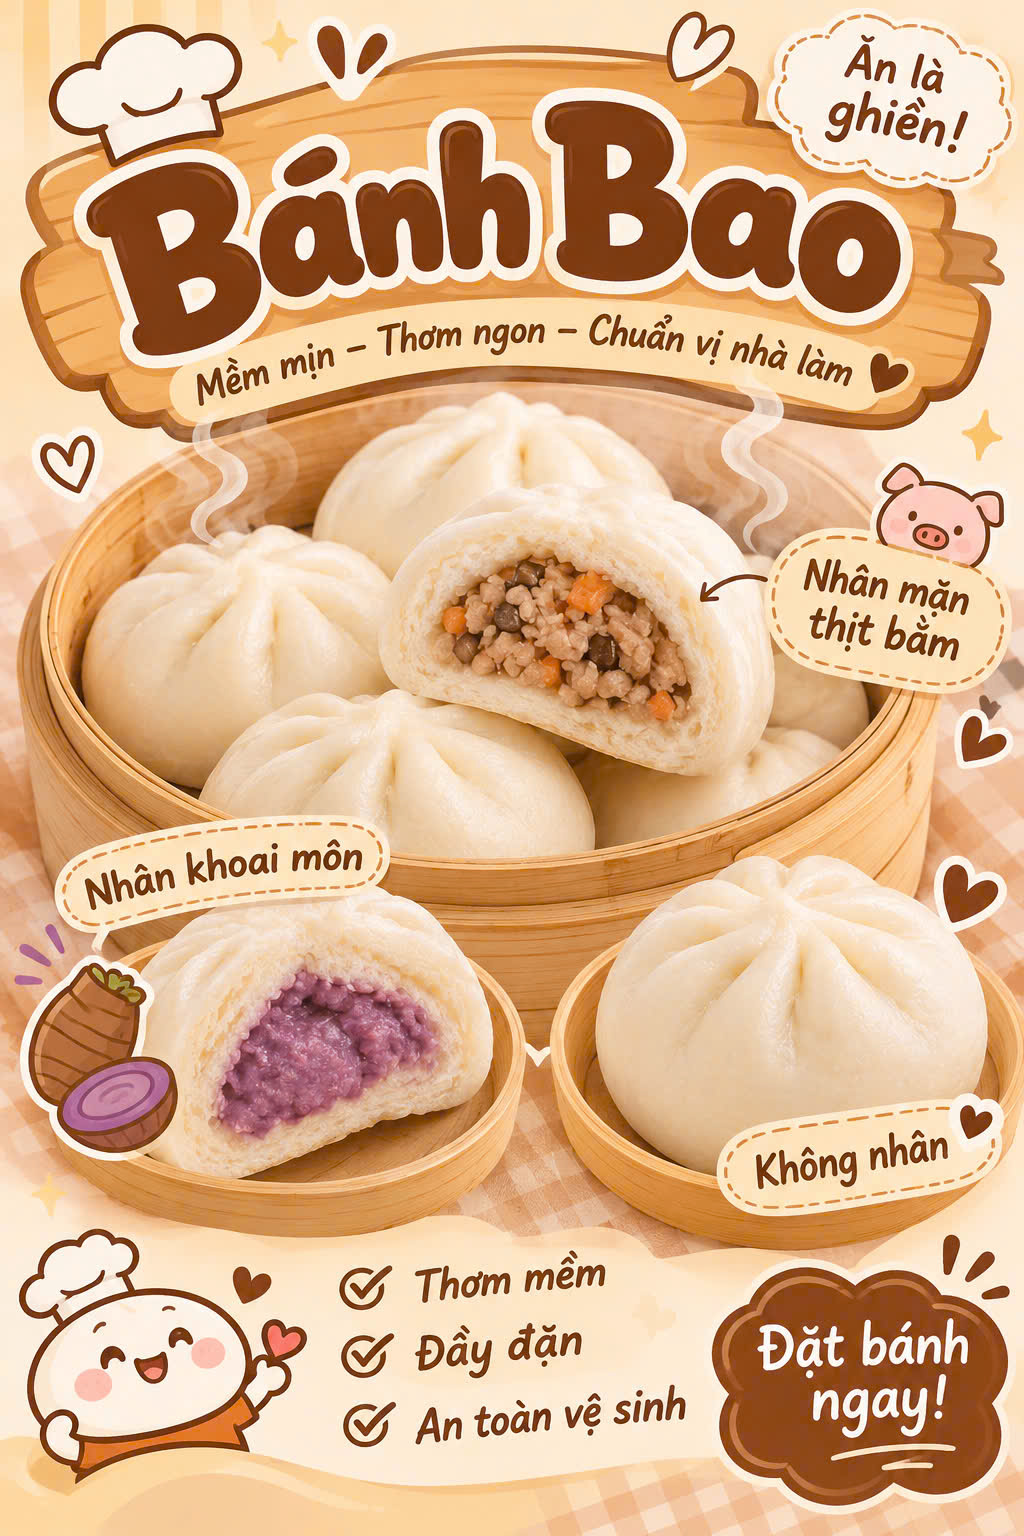 Ăn là
ghiền!
Bánh Bao
Mềm mịn – Thơm ngon – Chuẩn vị nhà làm
Nhân mặn
thịt bằm
Nhân khoai môn
Không nhân
Thơm mềm
Đầy đặn
An toàn vệ sinh
Đặt bánh
ngay!